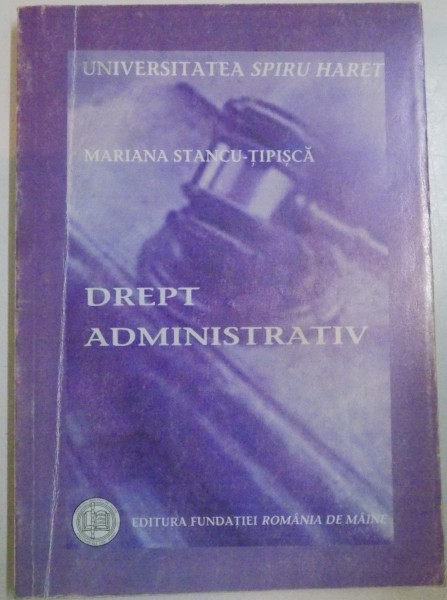 UNIVERSITATEA SPIRU HARET
MARIANA STANCU-ȚIPIȘCĂ
DREPT
ADMINISTRATIV
EDITURA FUNDAȚIEI ROMÂNIA DE MÂINE